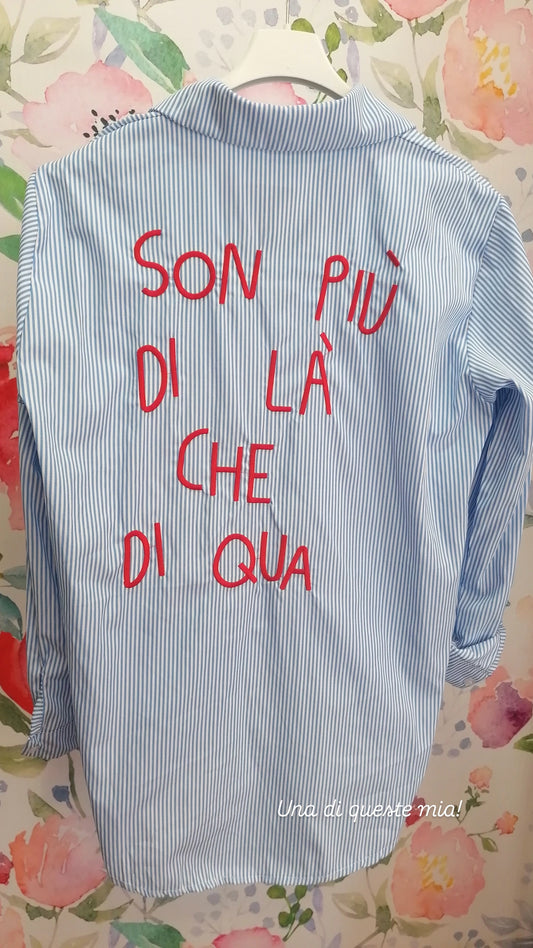 SON PIÙ
DI LÀ
CHE
DI QUA
Una di queste mia!